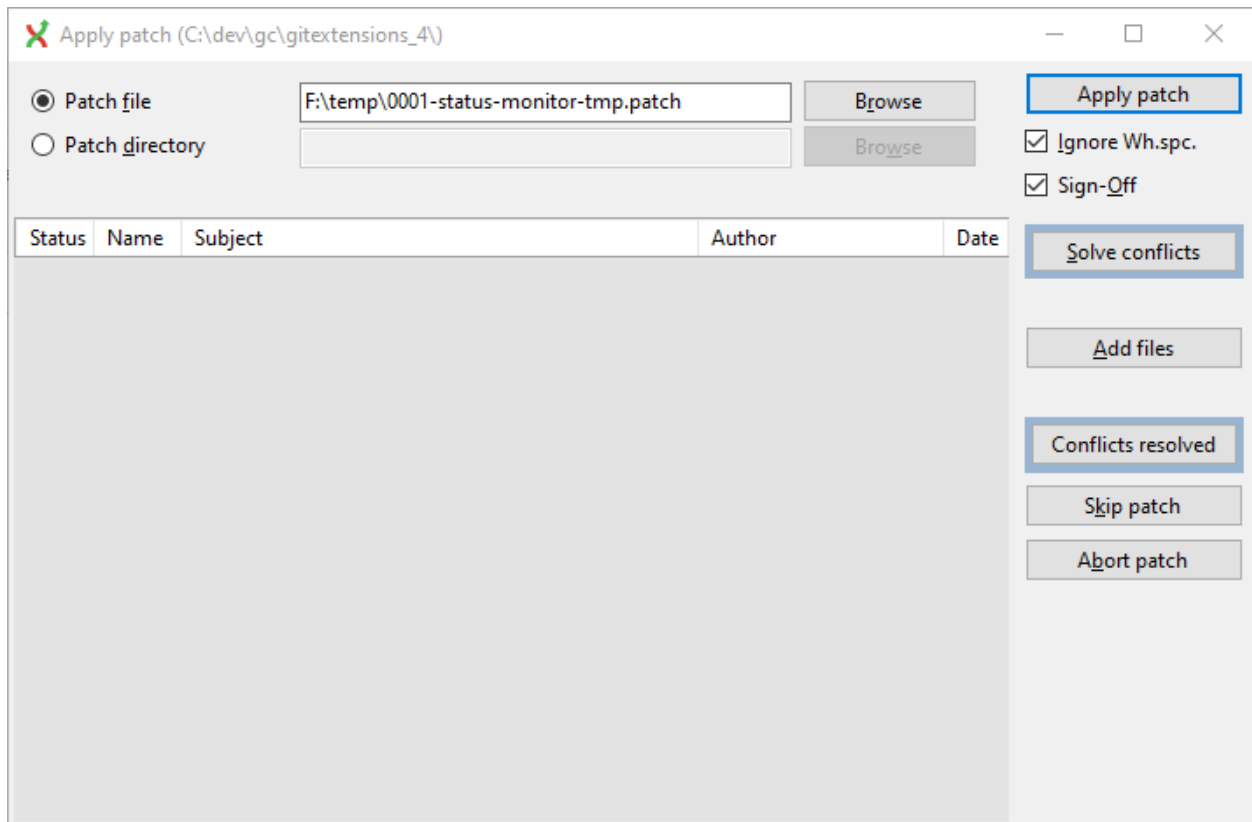 Apply patch (C:\dev\gc\gitextensions_4\)
Patch file F:\temp\0001-status-monitor-tmp.patch Browse Apply patch
Patch directory Browse Ignore Wh.spc.
Sign-Off
Status Name Subject Author Date
Solve conflicts
Add files
Conflicts resolved
Skip patch
Abort patch